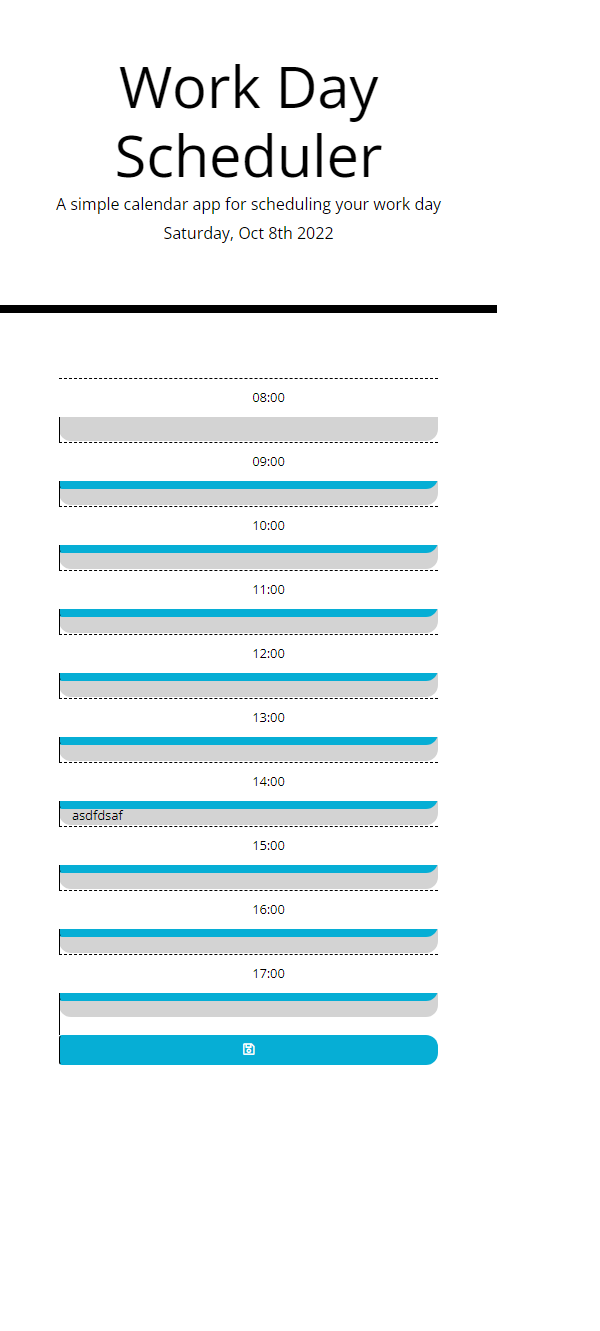 Work Day
Scheduler
A simple calendar app for scheduling your work day
Saturday, Oct 8th 2022
08:00
09:00
10:00
11:00
12:00
13:00
14:00
asdfdsaf
15:00
16:00
17:00